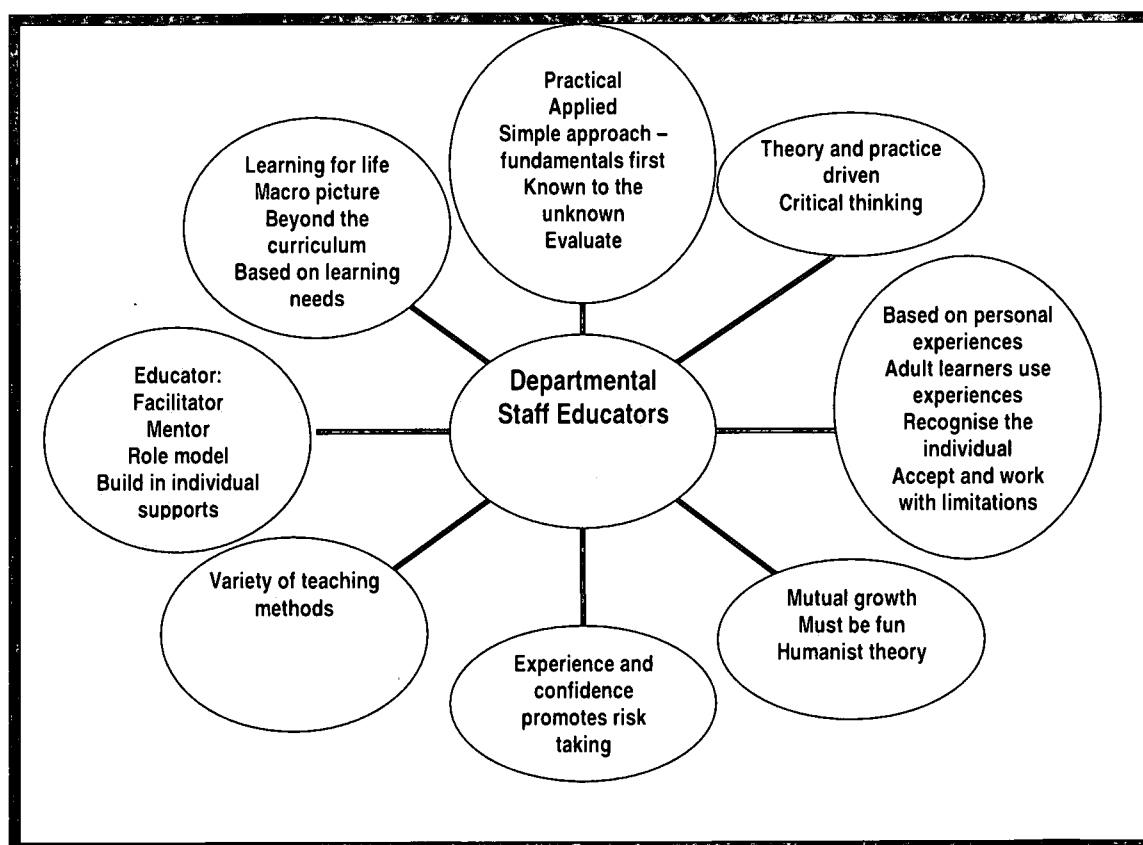 Practical
Applied
Simple approach –
fundamentals first
Known to the
unknown
Evaluate
Theory and practice
driven
Critical thinking
Learning for life
Macro picture
Beyond the
curriculum
Based on learning
needs
Based on personal
experiences
Adult learners use
experiences
Recognise the
individual
Accept and work
with limitations
Departmental
Staff Educators
Educator:
Facilitator
Mentor
Role model
Build in individual
supports
Variety of teaching
methods
Mutual growth
Must be fun
Humanist theory
Experience and
confidence
promotes risk
taking